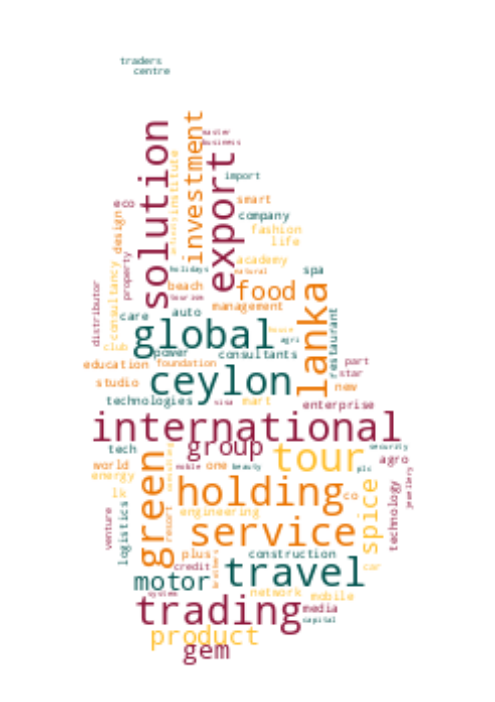 traders
centre
solution
investment
master
business
export
institute
import
eco
design
smart
company
fashion
life
academy
natural
holidays
spa
property
consultancy
distributor
beach
tourism
food
management
lanka
care
auto
global
house
agri
restaurant
club
power
consultants
education
foundation
part
star
studio
ceylon
new
technologies
visa
mart
enterprise
international
tech
group
tour
security
agro
world
energy
noble
one
beauty
plc
jewellery
green
consulting
lk
holding
co
spice
technology
venture
logistics
resort
engineering
service
plus
construction
credit
brothers
travel
car
motor
system
network
mobile
trading
media
capital
product
gem